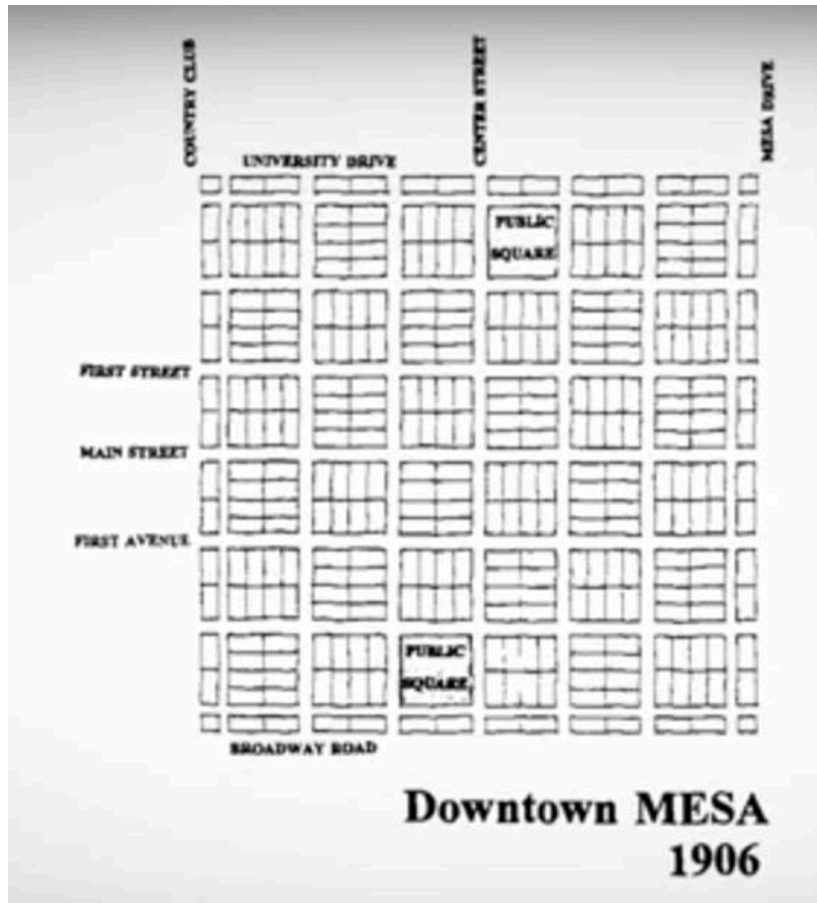 COUNTRY CLUB
CENTER STREET
MESA DRIVE
UNIVERSITY DRIVE
PUBLIC
SQUARE
FIRST STREET
MAIN STREET
FIRST AVENUE
PUBLIC
SQUARE
BROADWAY ROAD
Downtown MESA
1906